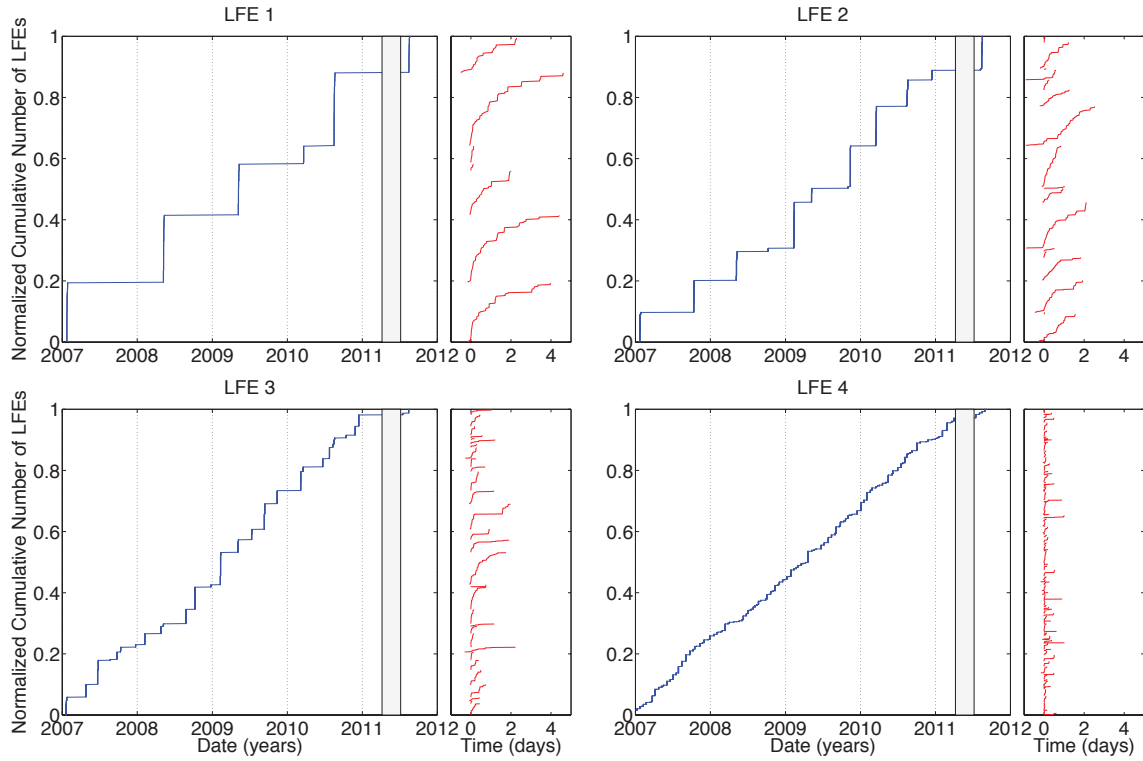 LFE 1
LFE 2
Normalized Cumulative Number of LFEs
1
0.8
0.6
0.4
0.2
0
2007 2008 2009 2010 2011 2012
0 2 4
1
0.8
0.6
0.4
0.2
0
2007 2008 2009 2010 2011 2012
0 2 4
LFE 3
LFE 4
Normalized Cumulative Number of LFEs
1
0.8
0.6
0.4
0.2
0
2007 2008 2009 2010 2011 2012
Date (years)
0 2 4
Time (days)
1
0.8
0.6
0.4
0.2
0
2007 2008 2009 2010 2011 2012
Date (years)
0 2 4
Time (days)